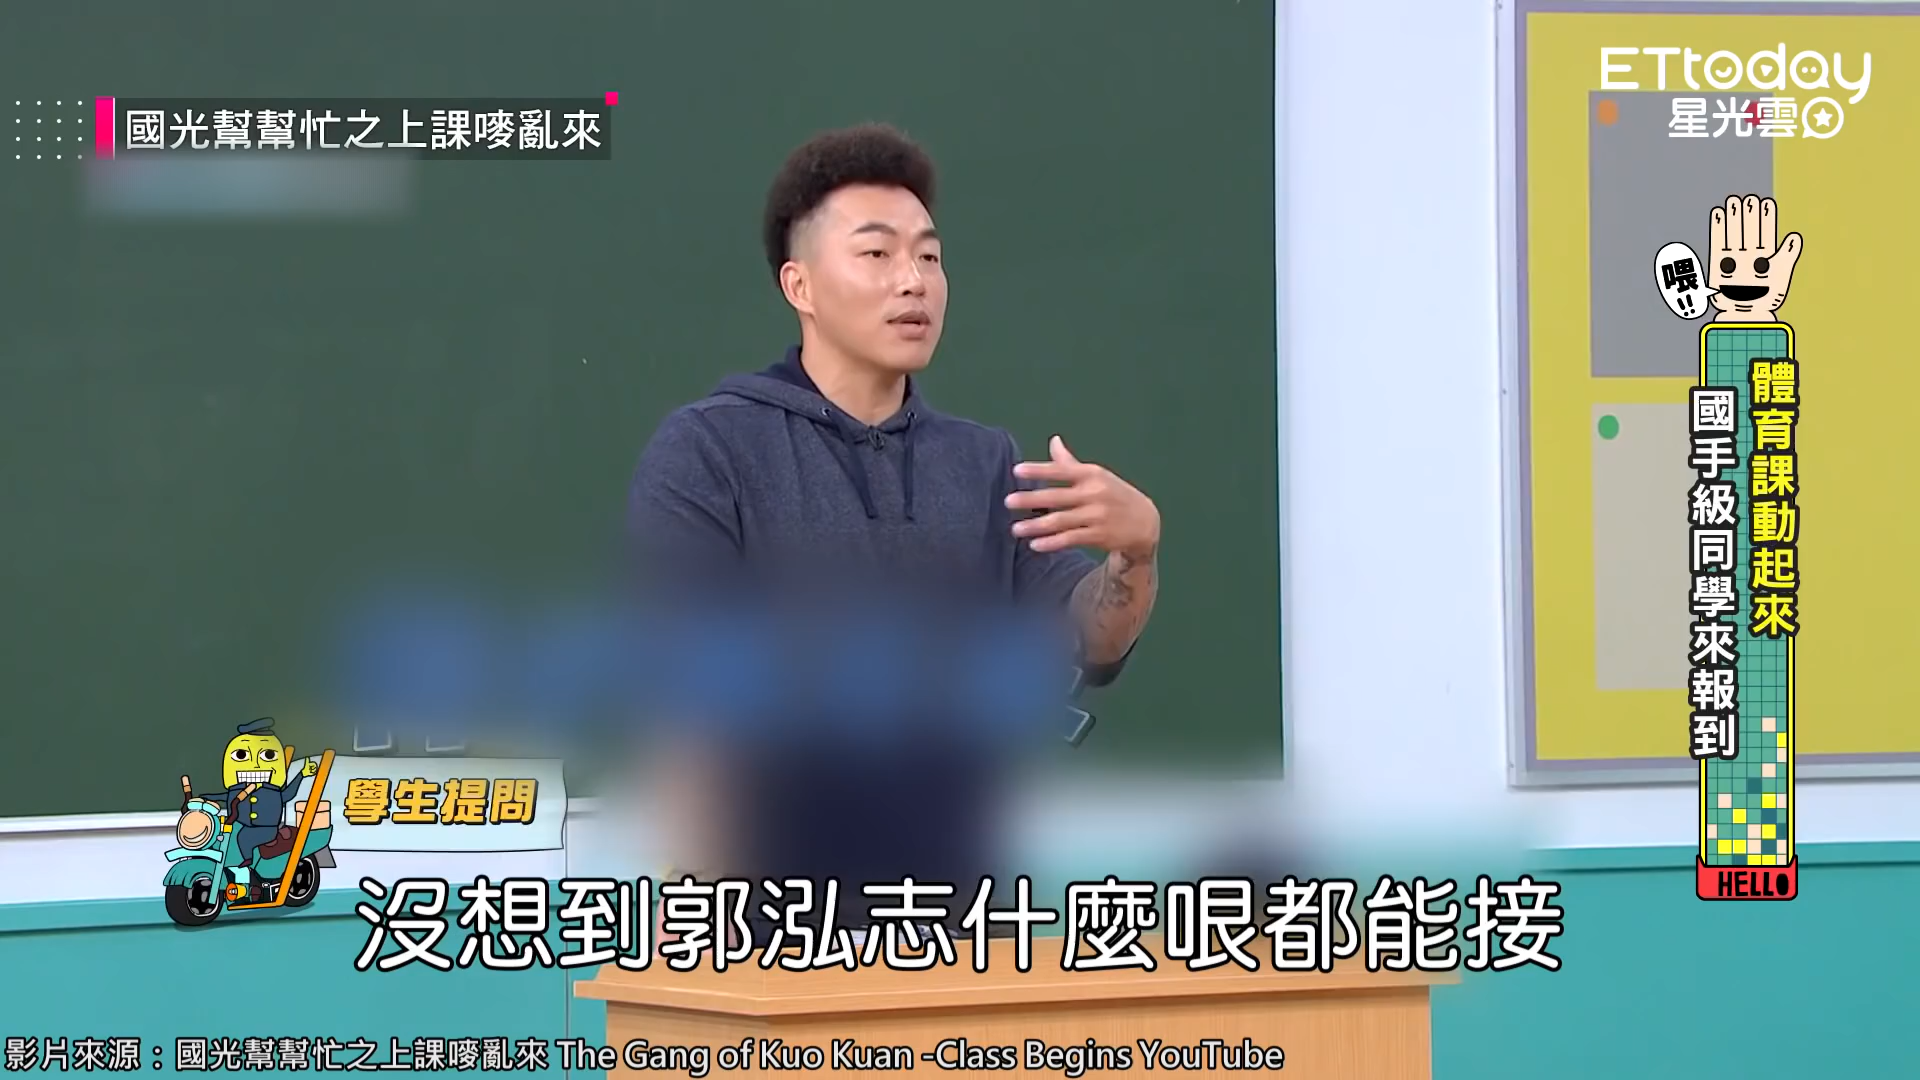 ETtoday
星光雲
國光幫幫忙之上課嘜亂來
喂!!
體育課動起來
國手級同學來報到
HELLO
學生提問
沒想到郭泓志什麼哏都能接
影片來源：國光幫幫忙之上課嘜亂來 The Gang of Kuo Kuan -Class Begins YouTube